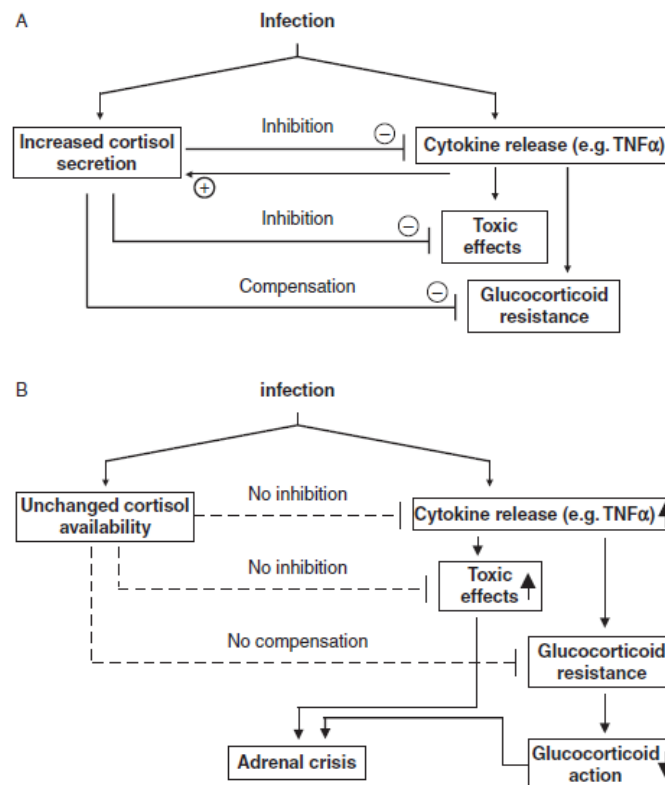 A
Infection
Increased cortisol
secretion
Inhibition
−
Cytokine release (e.g. TNFα)
+
Inhibition
−
Toxic
effects
Compensation
−
Glucocorticoid
resistance
B
infection
Unchanged cortisol
availability
No inhibition
Cytokine release (e.g. TNFα)
No inhibition
Toxic
effects
No compensation
Glucocorticoid
resistance
Adrenal crisis
Glucocorticoid
action